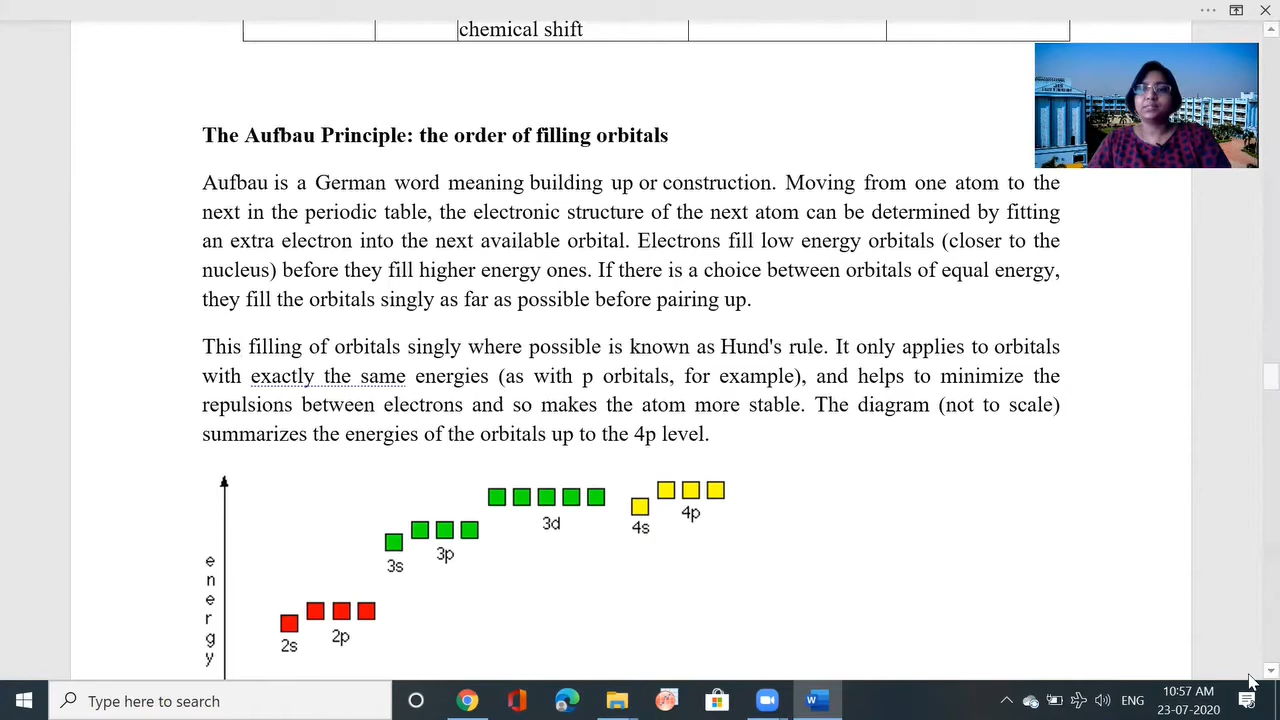 chemical shift
The Aufbau Principle: the order of filling orbitals
Aufbau is a German word meaning building up or construction. Moving from one atom to the
next in the periodic table, the electronic structure of the next atom can be determined by fitting
an extra electron into the next available orbital. Electrons fill low energy orbitals (closer to the
nucleus) before they fill higher energy ones. If there is a choice between orbitals of equal energy,
they fill the orbitals singly as far as possible before pairing up.
This filling of orbitals singly where possible is known as Hund's rule. It only applies to orbitals
with exactly the same energies (as with p orbitals, for example), and helps to minimize the
repulsions between electrons and so makes the atom more stable. The diagram (not to scale)
summarizes the energies of the orbitals up to the 4p level.
energy
3d
4s
4p
3s
3p
2s
2p
Type here to search
ENG
10:57 AM
23-07-2020